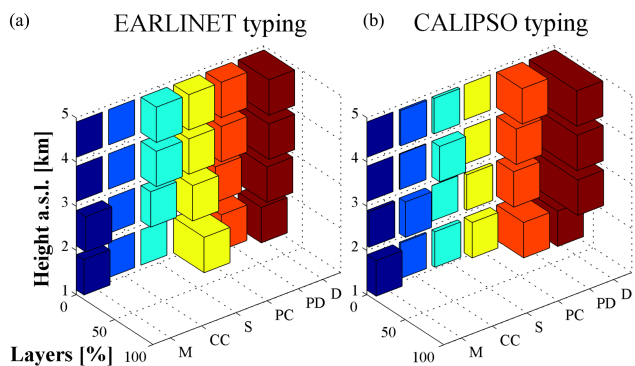 (a) EARLINET typing
(b) CALIPSO typing
Height a.s.l. [km]
5
4
3
2
1
0
50
100
Layers [%]
M
CC
S
PC
PD
D
5
4
3
2
1
0
50
100
M
CC
S
PC
PD
D